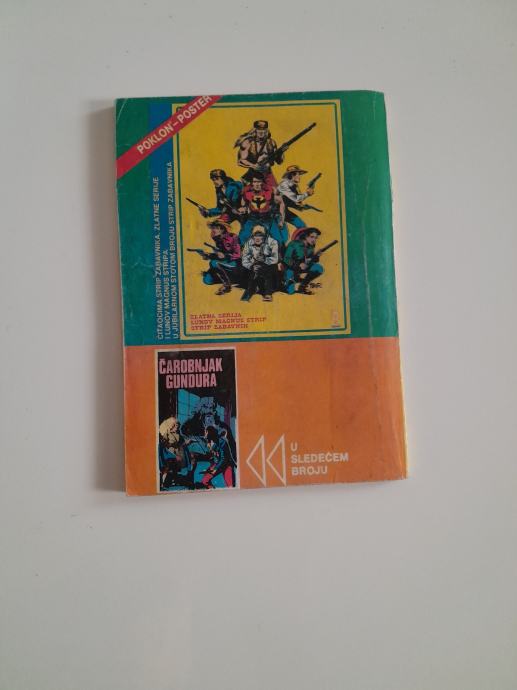 POKLON - POSTER
ČITAOCIMA STRIP ZABAVNIKA, ZLATNE SERIJE
I LUNOV MAGNUS STRIPA
U JUBILARNOM STOTOM BROJU STRIP ZABAVNIKA
ZLATNA SERIJA
LUNOV MAGNUS STRIP
STRIP ZABAVNIK
ČAROBNJAK
GUNDURA
U
SLEDEĆEM
BROJU